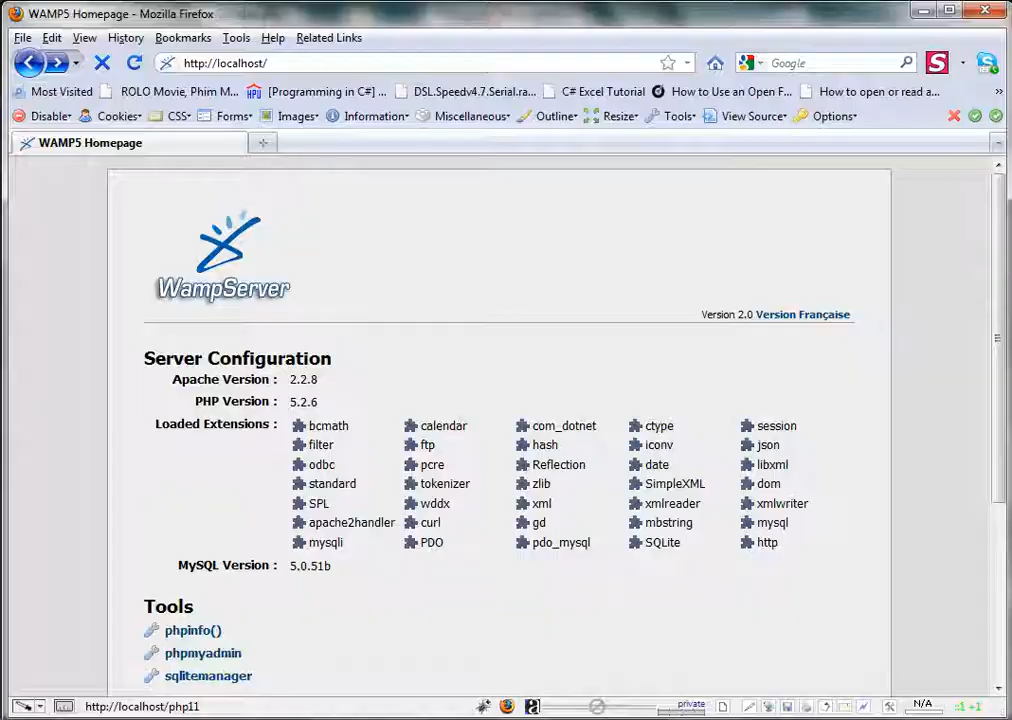 WAMP5 Homepage - Mozilla Firefox
File Edit View History Bookmarks Tools Help Related Links
http://localhost/ Google S
Most Visited ROLO Movie, Phim M... HPU [Programming in C#]... DSL.Speedv4.7.Serial.ra... C# Excel Tutorial How to Use an Open F... How to open or read a... »
Disable Cookies CSS Forms Images Information Miscellaneous Outline Resize Tools View Source Options
WAMP5 Homepage
WampServer
Version 2.0 Version Française
Server Configuration
Apache Version : 2.2.8
PHP Version : 5.2.6
Loaded Extensions : bcmath calendar com_dotnet ctype session
filter ftp hash iconv json
odbc pcre Reflection date libxml
standard tokenizer zlib SimpleXML dom
SPL wddx xml xmlreader xmlwriter
apache2handler curl gd mbstring mysql
mysqli PDO pdo_mysql SQLite http
MySQL Version : 5.0.51b
Tools
phpinfo()
phpmyadmin
sqlitemanager
http://localhost/php11 private N/A :1 +1